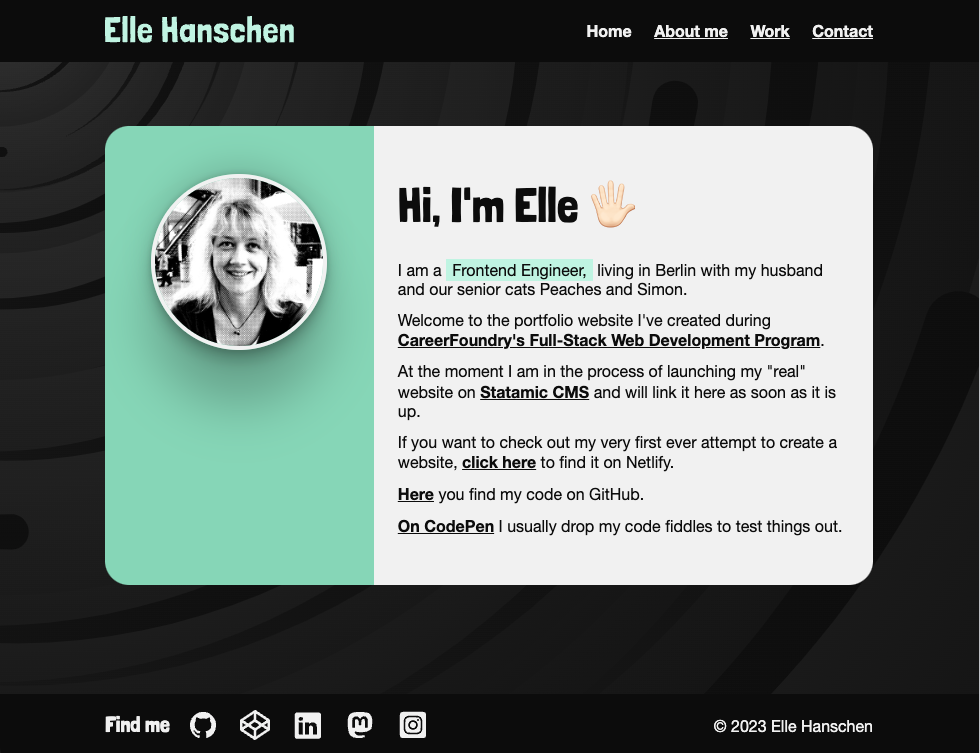 Elle Hanschen
Home About me Work Contact
Hi, I'm Elle 🖐🏻
I am a Frontend Engineer, living in Berlin with my husband
and our senior cats Peaches and Simon.
Welcome to the portfolio website I've created during
CareerFoundry's Full-Stack Web Development Program.
At the moment I am in the process of launching my "real"
website on Statamic CMS and will link it here as soon as it is
up.
If you want to check out my very first ever attempt to create a
website, click here to find it on Netlify.
Here you find my code on GitHub.
On CodePen I usually drop my code fiddles to test things out.
Find me
© 2023 Elle Hanschen